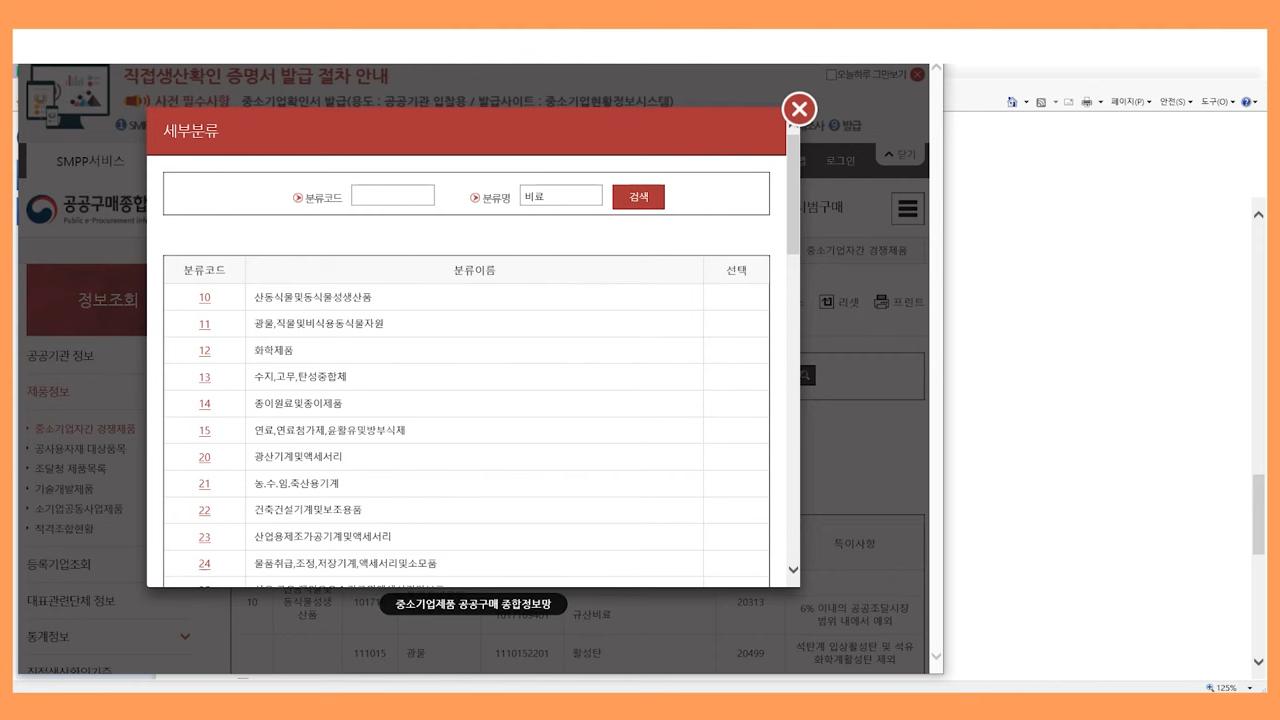 직접생산확인 증명서 발급 절차 안내
오늘하루 그만보기
사전 필수사항 중소기업확인서 발급(용도 : 공공기관 입찰용 / 발급사이트 : 중소기업현황정보시스템)
페이지(P) 안전(S) 도구(O)
발급
SMPP서비스
로그인
닫기
세부분류
분류코드
분류명 비료
검색
공공구매종합
시범구매
중소기업자간 경쟁제품
분류코드 분류이름 선택
10 산동식물및동식물성생산품
11 광물,직물및비식용동식물자원
12 화학제품
13 수지,고무,탄성중합체
14 종이원료및종이제품
15 연료,연료첨가제,윤활유및방부식제
20 광산기계및액세서리
21 농.수.임.축산용기계
22 건축건설기계및보조용품
23 산업용제조가공기계및액세서리
24 물품취급,조정,저장기계,액세서리및소모품
정보조회
리셋 프린트
공공기관 정보
제품정보
중소기업자간 경쟁제품
공사용자재 대상품목
조달청 제품목록
기술개발제품
소기업공동사업제품
적격조합현황
등록기업조회
대표관련단체 정보
통계정보
직접생산확인기준
특이사항
10 동식물성생산품 규산비료 20313 6% 이내의 공공조달시장 범위 내에서 예외
중소기업제품 공공구매 종합정보망
111015 광물 1110152201 활성탄 20499 석탄계 입상활성탄 및 석유화학계활성탄 제외
125%